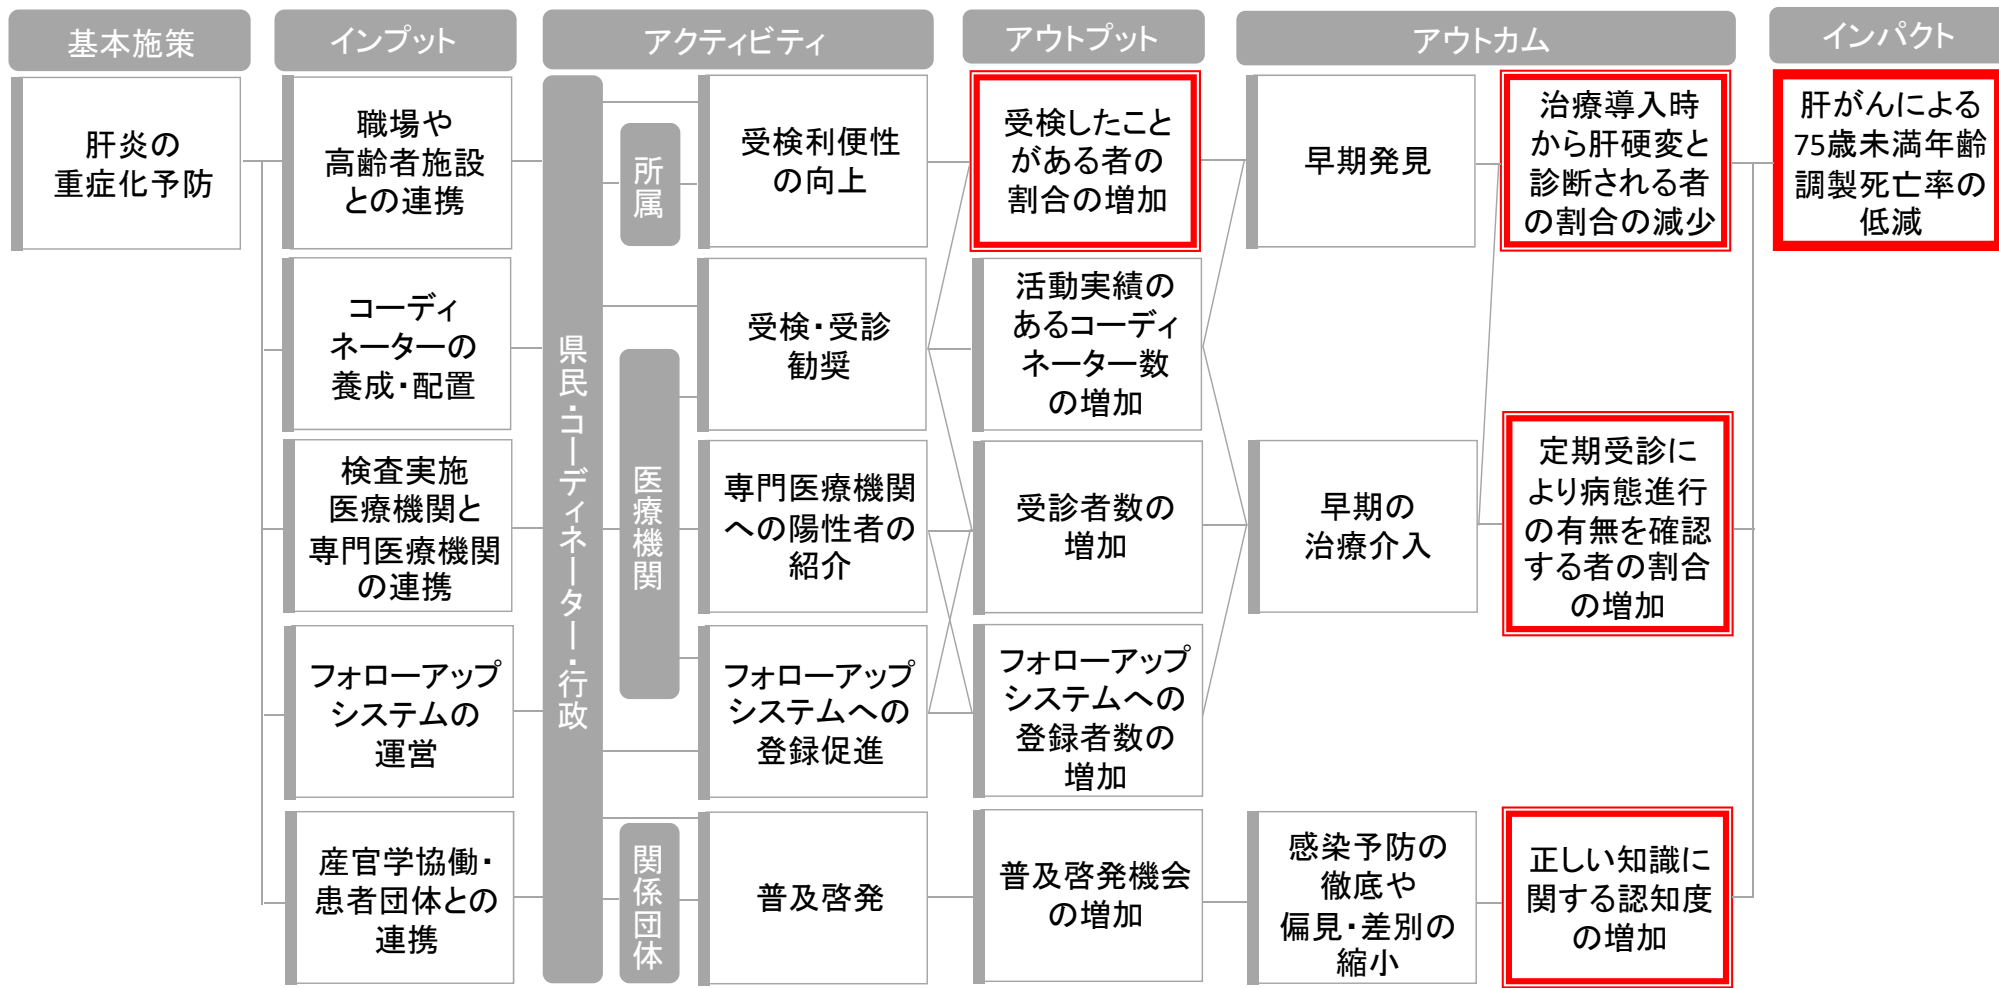 基本施策
インプット
アクティビティ
アウトプット
アウトカム
インパクト
肝炎の
重症化予防
職場や
高齢者施設
との連携
コーディ
ネーターの
養成・配置
検査実施
医療機関と
専門医療機関
の連携
フォローアップ
システムの
運営
産官学協働・
患者団体との
連携
県民・コーディネーター・行政
所属
医療機関
関係団体
受検利便性
の向上
受検・受診
勧奨
専門医療機関
への陽性者の
紹介
フォローアップ
システムへの
登録促進
普及啓発
受検したこと
がある者の
割合の増加
活動実績の
あるコーディ
ネーター数
の増加
受診者数の
増加
フォローアップ
システムへの
登録者数の
増加
普及啓発機会
の増加
早期発見
早期の
治療介入
感染予防の
徹底や
偏見・差別の
縮小
治療導入時
から肝硬変と
診断される者
の割合の減少
定期受診に
より病態進行
の有無を確認
する者の割合
の増加
正しい知識に
関する認知度
の増加
肝がんによる
75歳未満年齢
調製死亡率の
低減